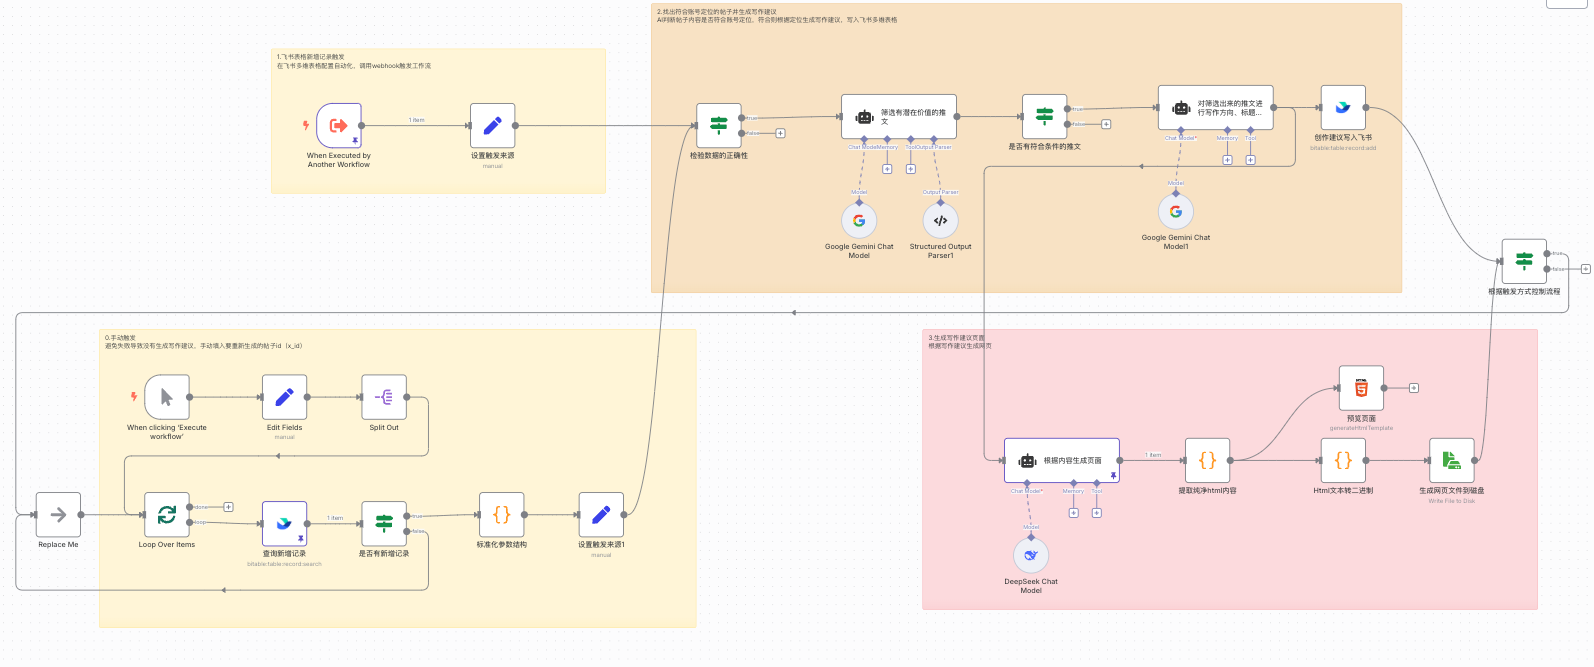 2.找出符合账号定位的帖子并生成写作建议
AI判断帖子内容是否符合账号定位，符合则根据定位生成写作建议，写入飞书多维表格
1.飞书表格新增记录触发
在飞书多维表格配置自动化，调用webhook触发工作流
1 item
When Executed by
Another Workflow
设置触发来源
manual
true
false
检验数据的正确性
筛选有潜在价值的推
文
Chat Model
Memory
Tool
Output Parser
Model
Output Parser
Google Gemini Chat
Model
Structured Output
Parser1
true
false
是否有符合条件的推文
对筛选出来的推文进
行写作方向、标题...
Chat Model*
Memory
Tool
Model
Google Gemini Chat
Model1
创作建议写入飞书
bitable:table:record:add
true
false
根据触发方式控制流程
0.手动触发
避免失败导致没有生成写作建议，手动填入要重新生成的帖子id（x_id）
When clicking 'Execute
workflow'
Edit Fields
manual
Split Out
Replace Me
done
loop
Loop Over Items
查询新增记录
bitable:table:record:search
1 item
true
false
是否有新增记录
标准化参数结构
设置触发来源1
manual
3.生成写作建议页面
根据写作建议生成网页
预览页面
generateHtmlTemplate
根据内容生成页面
Chat Model*
Memory
Tool
Model
DeepSeek Chat
Model
1 item
提取纯净html内容
Html文本转二进制
生成网页文件到磁盘
Write File to Disk